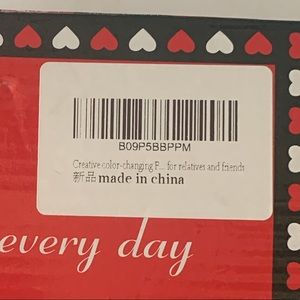 B09P5BBPPM
Creative color-changing P... for relatives and friends
新品 made in china
every day